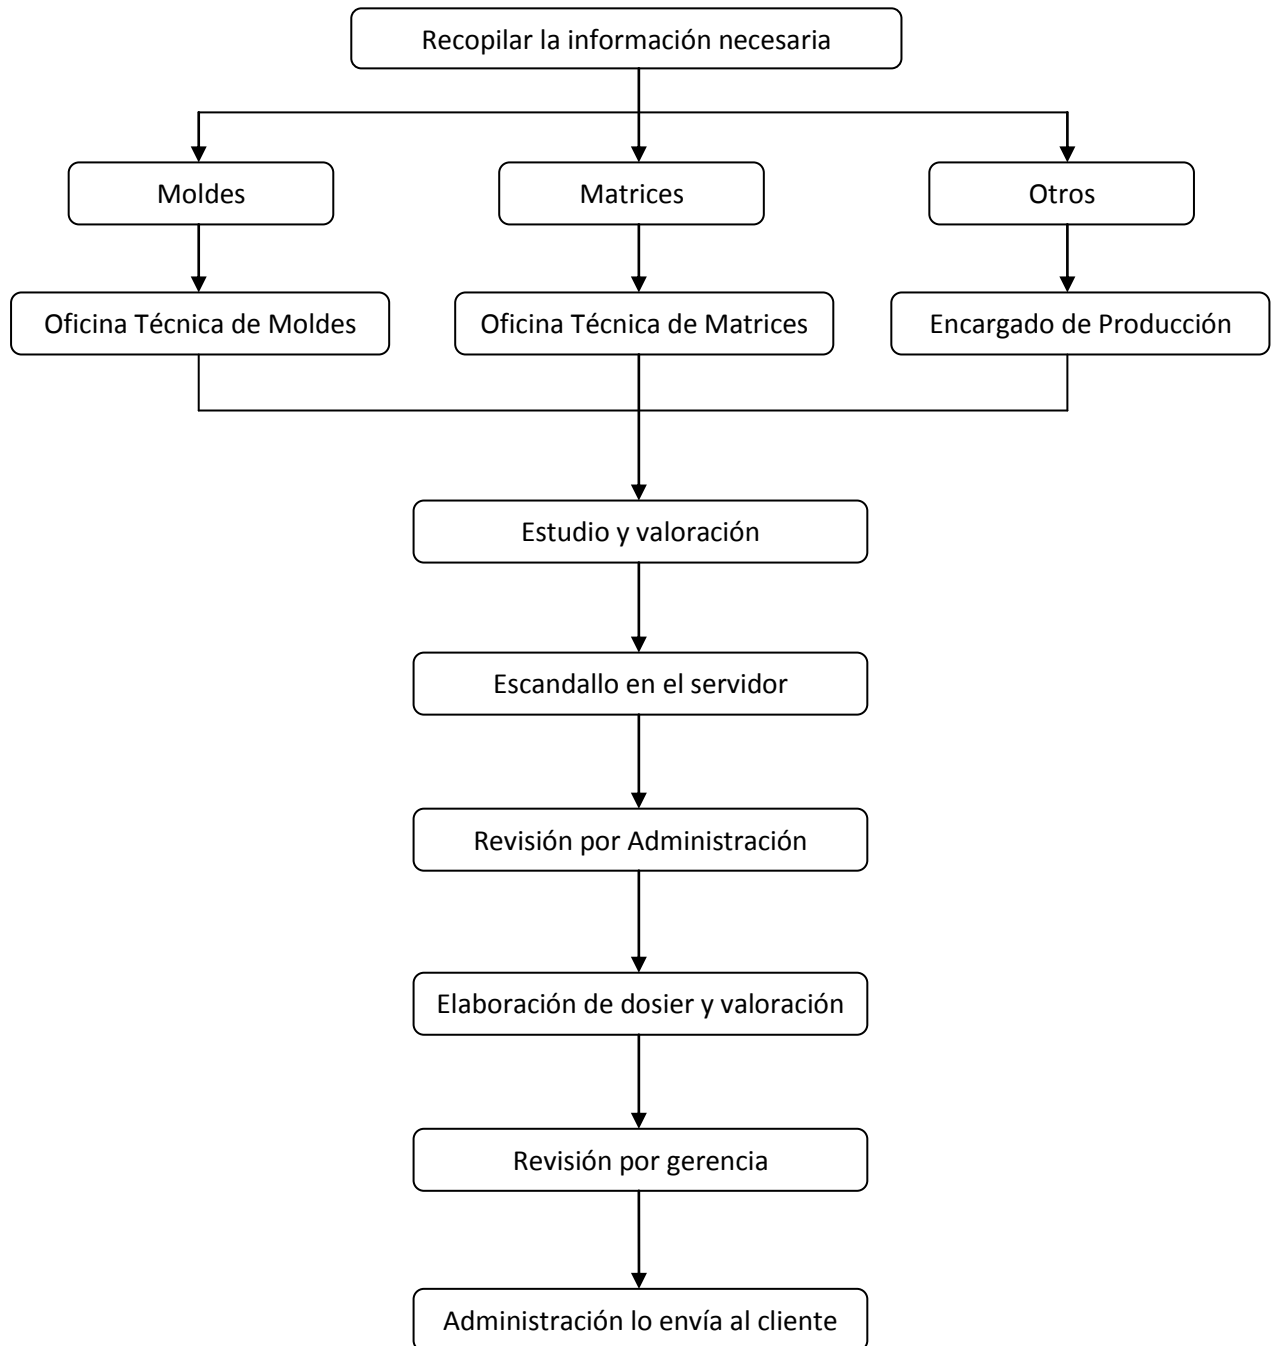 Recopilar la información necesaria
Moldes
Matrices
Otros
Oficina Técnica de Moldes
Oficina Técnica de Matrices
Encargado de Producción
Estudio y valoración
Escandallo en el servidor
Revisión por Administración
Elaboración de dosier y valoración
Revisión por gerencia
Administración lo envía al cliente